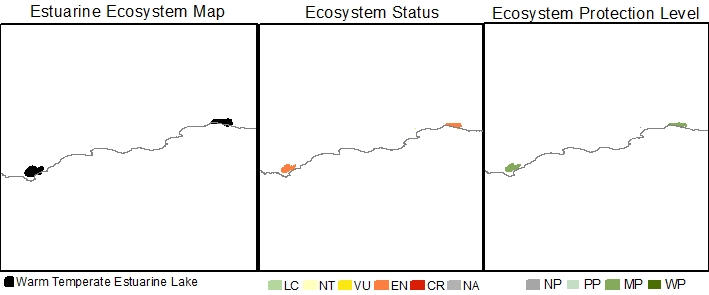 Estuarine Ecosystem Map
Ecosystem Status
Ecosystem Protection Level
Warm Temperate Estuarine Lake
LC NT VU EN CR NA
NP PP MP WP